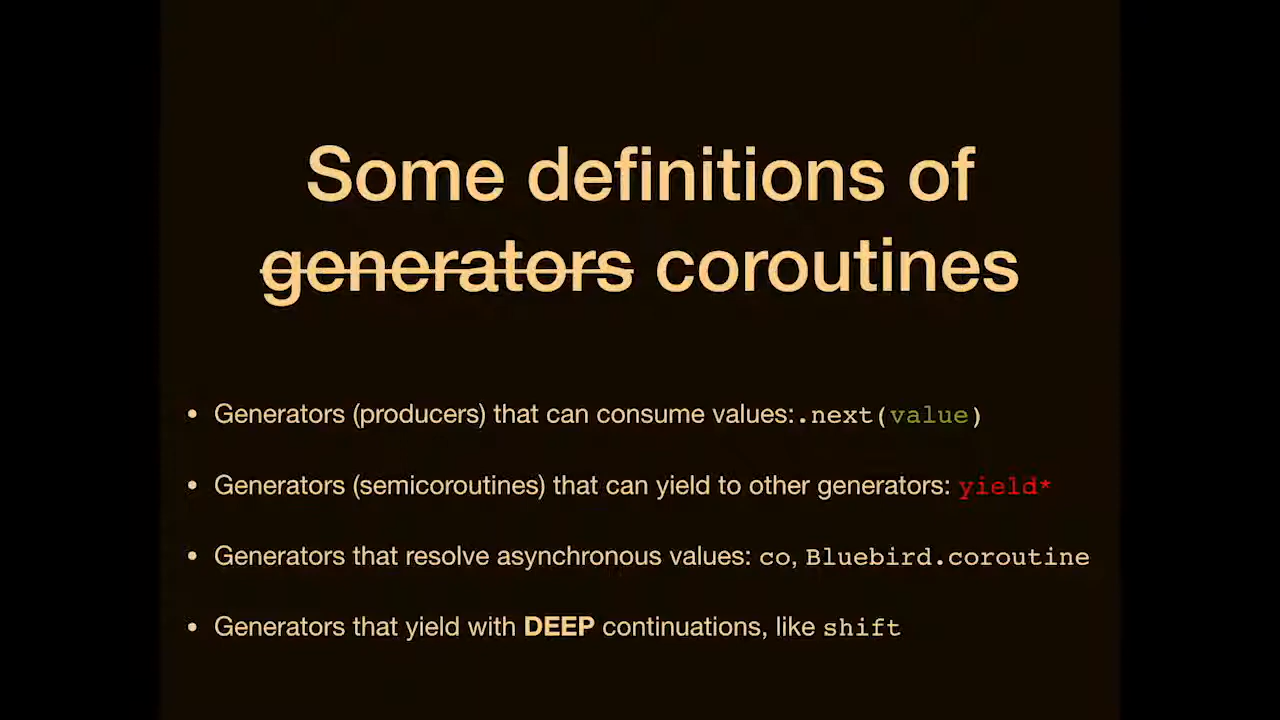 Some definitions of
generators coroutines
• Generators (producers) that can consume values:.next(value)
• Generators (semicoroutines) that can yield to other generators: yield*
• Generators that resolve asynchronous values: co, Bluebird.coroutine
• Generators that yield with DEEP continuations, like shift